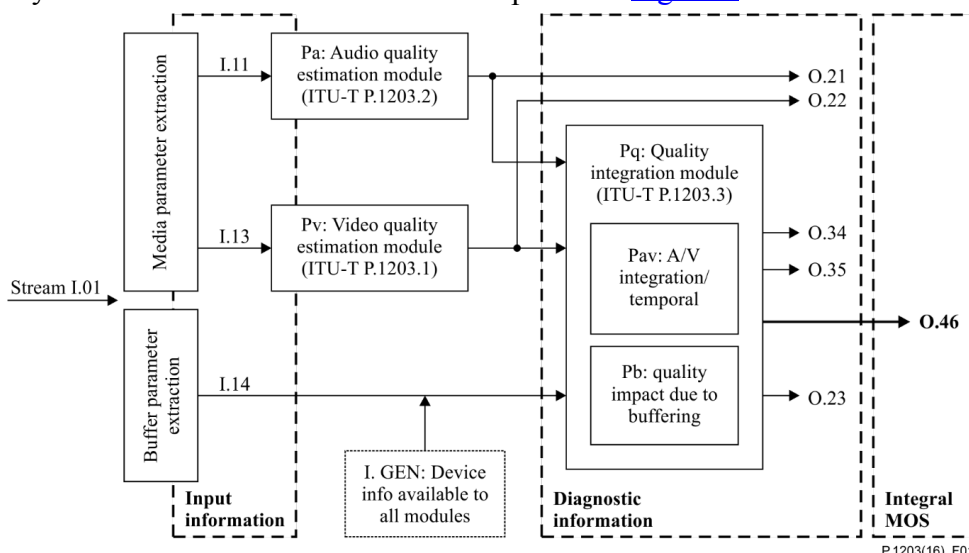 I.11
Pa: Audio quality
estimation module
(ITU-T P.1203.2)
O.21
O.22
Media parameter extraction
Pq: Quality
integration module
(ITU-T P.1203.3)
I.13
Pv: Video quality
estimation module
(ITU-T P.1203.1)
O.34
Pav: A/V
integration/
temporal
O.35
Stream I.01
O.46
Buffer parameter
extraction
I.14
Pb: quality
impact due to
buffering
O.23
I. GEN: Device
info available to
all modules
Input
information
Diagnostic
information
Integral
MOS